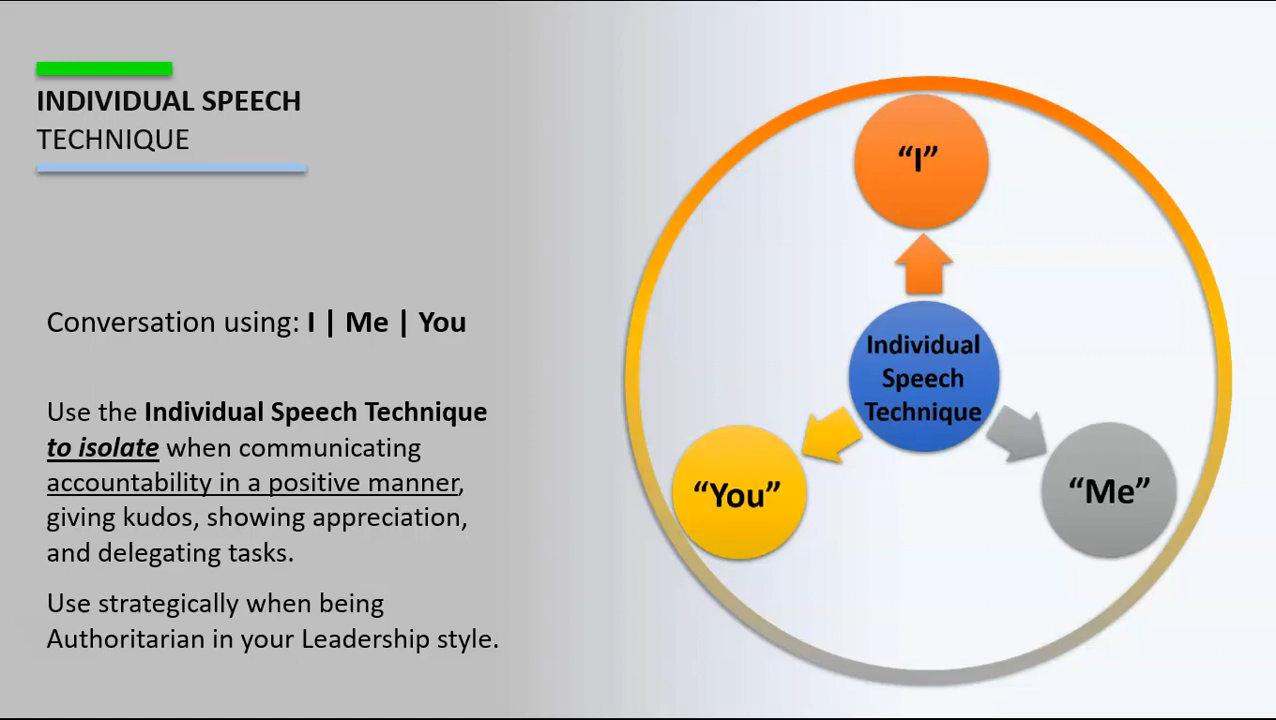 INDIVIDUAL SPEECH
TECHNIQUE
Conversation using: I | Me | You
Use the Individual Speech Technique
to isolate when communicating
accountability in a positive manner,
giving kudos, showing appreciation,
and delegating tasks.
Use strategically when being
Authoritarian in your Leadership style.
“I”
Individual
Speech
Technique
“You”
“Me”